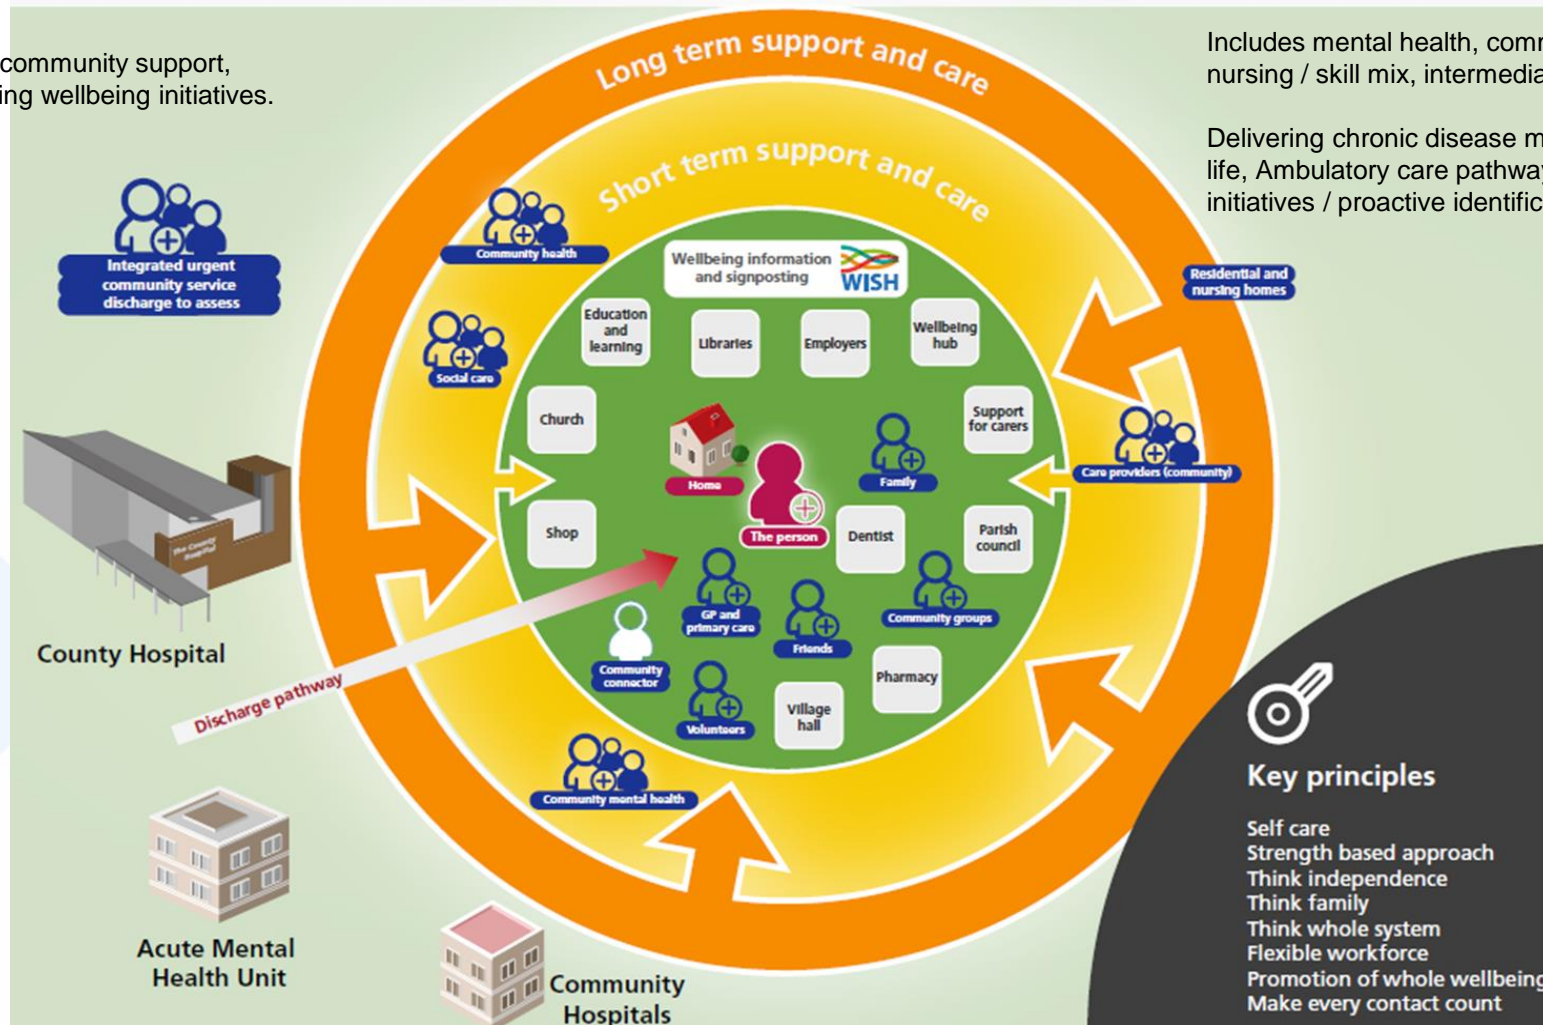 community support,
ing wellbeing initiatives.
Includes mental health, comm
nursing / skill mix, intermedia
Delivering chronic disease m
life, Ambulatory care pathway
initiatives / proactive identific
Long term support and care
Short term support and care
Integrated urgent
community service
discharge to assess
Community health
Social care
Wellbeing information
and signposting
WISH
Residential and
nursing homes
Education
and
learning
Libraries
Employers
Wellbeing
hub
Church
Support
for carers
Home
Family
Care providers (community)
The County
Hospital
Shop
The person
Dentist
Parish
council
County Hospital
GP and
primary care
Friends
Community groups
Community
connector
Pharmacy
Discharge pathway
Volunteers
Village
hall
Community mental health
Acute Mental
Health Unit
Community
Hospitals
Key principles
Self care
Strength based approach
Think independence
Think family
Think whole system
Flexible workforce
Promotion of whole wellbeing
Make every contact count